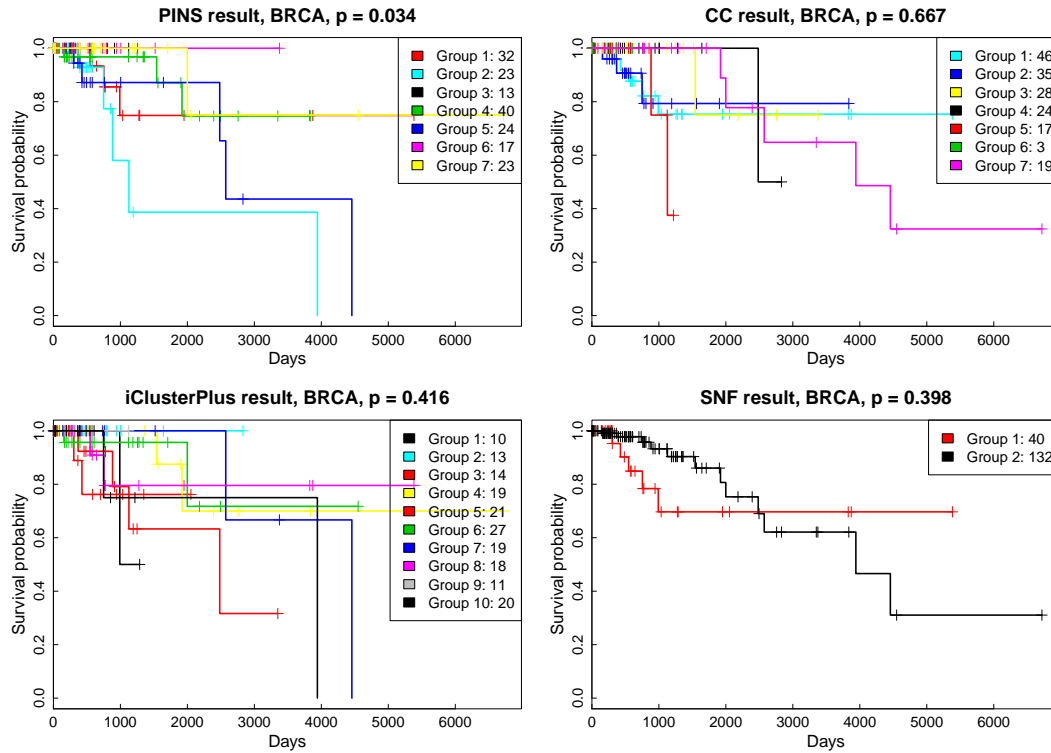 PINS result, BRCA, p = 0.034
Survival probability
0.0 0.2 0.4 0.6 0.8 1.0
0 1000 2000 3000 4000 5000 6000
Days
Group 1: 32
Group 2: 23
Group 3: 13
Group 4: 40
Group 5: 24
Group 6: 17
Group 7: 23
CC result, BRCA, p = 0.667
Survival probability
0.0 0.2 0.4 0.6 0.8 1.0
0 1000 2000 3000 4000 5000 6000
Days
Group 1: 46
Group 2: 35
Group 3: 28
Group 4: 24
Group 5: 17
Group 6: 3
Group 7: 19
iClusterPlus result, BRCA, p = 0.416
Survival probability
0.0 0.2 0.4 0.6 0.8 1.0
0 1000 2000 3000 4000 5000 6000
Days
Group 1: 10
Group 2: 13
Group 3: 14
Group 4: 19
Group 5: 21
Group 6: 27
Group 7: 19
Group 8: 18
Group 9: 11
Group 10: 20
SNF result, BRCA, p = 0.398
Survival probability
0.0 0.2 0.4 0.6 0.8 1.0
0 1000 2000 3000 4000 5000 6000
Days
Group 1: 40
Group 2: 132